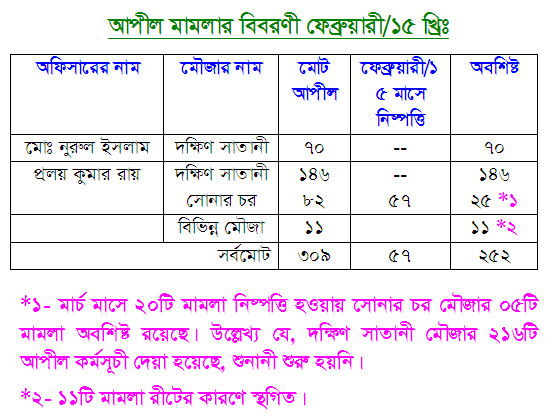 আপীল মামলার বিবরণী ফেব্রুয়ারী/১৫ খ্রিঃ
অফিসারের নাম মৌজার নাম মোট আপীল ফেব্রুয়ারী/১৫ মাসে নিষ্পত্তি অবশিষ্ট
মোঃ নুরুল ইসলাম দক্ষিণ সাতানী ৭০ -- ৭০
প্রলয় কুমার রায় দক্ষিণ সাতানী ১৪৬ -- ১৪৬
সোনার চর ৮২ ৫৭ ২৫ *১
বিভিন্ন মৌজা ১১ ১১ *২
সর্বমোট ৩০৯ ৫৭ ২৫২
*১- মার্চ মাসে ২০টি মামলা নিষ্পত্তি হওয়ায় সোনার চর মৌজার ০৫টি
মামলা অবশিষ্ট রয়েছে। উল্লেখ্য যে, দক্ষিণ সাতানী মৌজার ২১৬টি
আপীল কর্মসূচী দেয়া হয়েছে, শুনানী শুরু হয়নি।
*২- ১১টি মামলা রীটের কারণে স্থগিত।